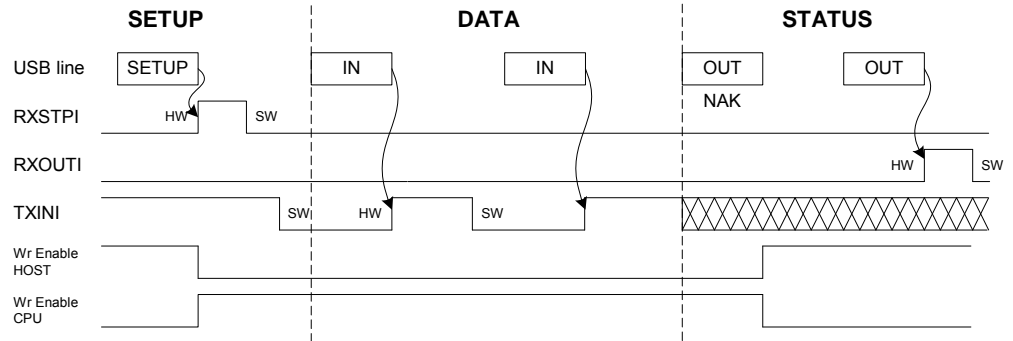 SETUP DATA STATUS
USB line SETUP IN IN OUT OUT
NAK
RXSTPI HW SW
RXOUTI HW SW
TXINI SW HW SW
Wr Enable
HOST
Wr Enable
CPU